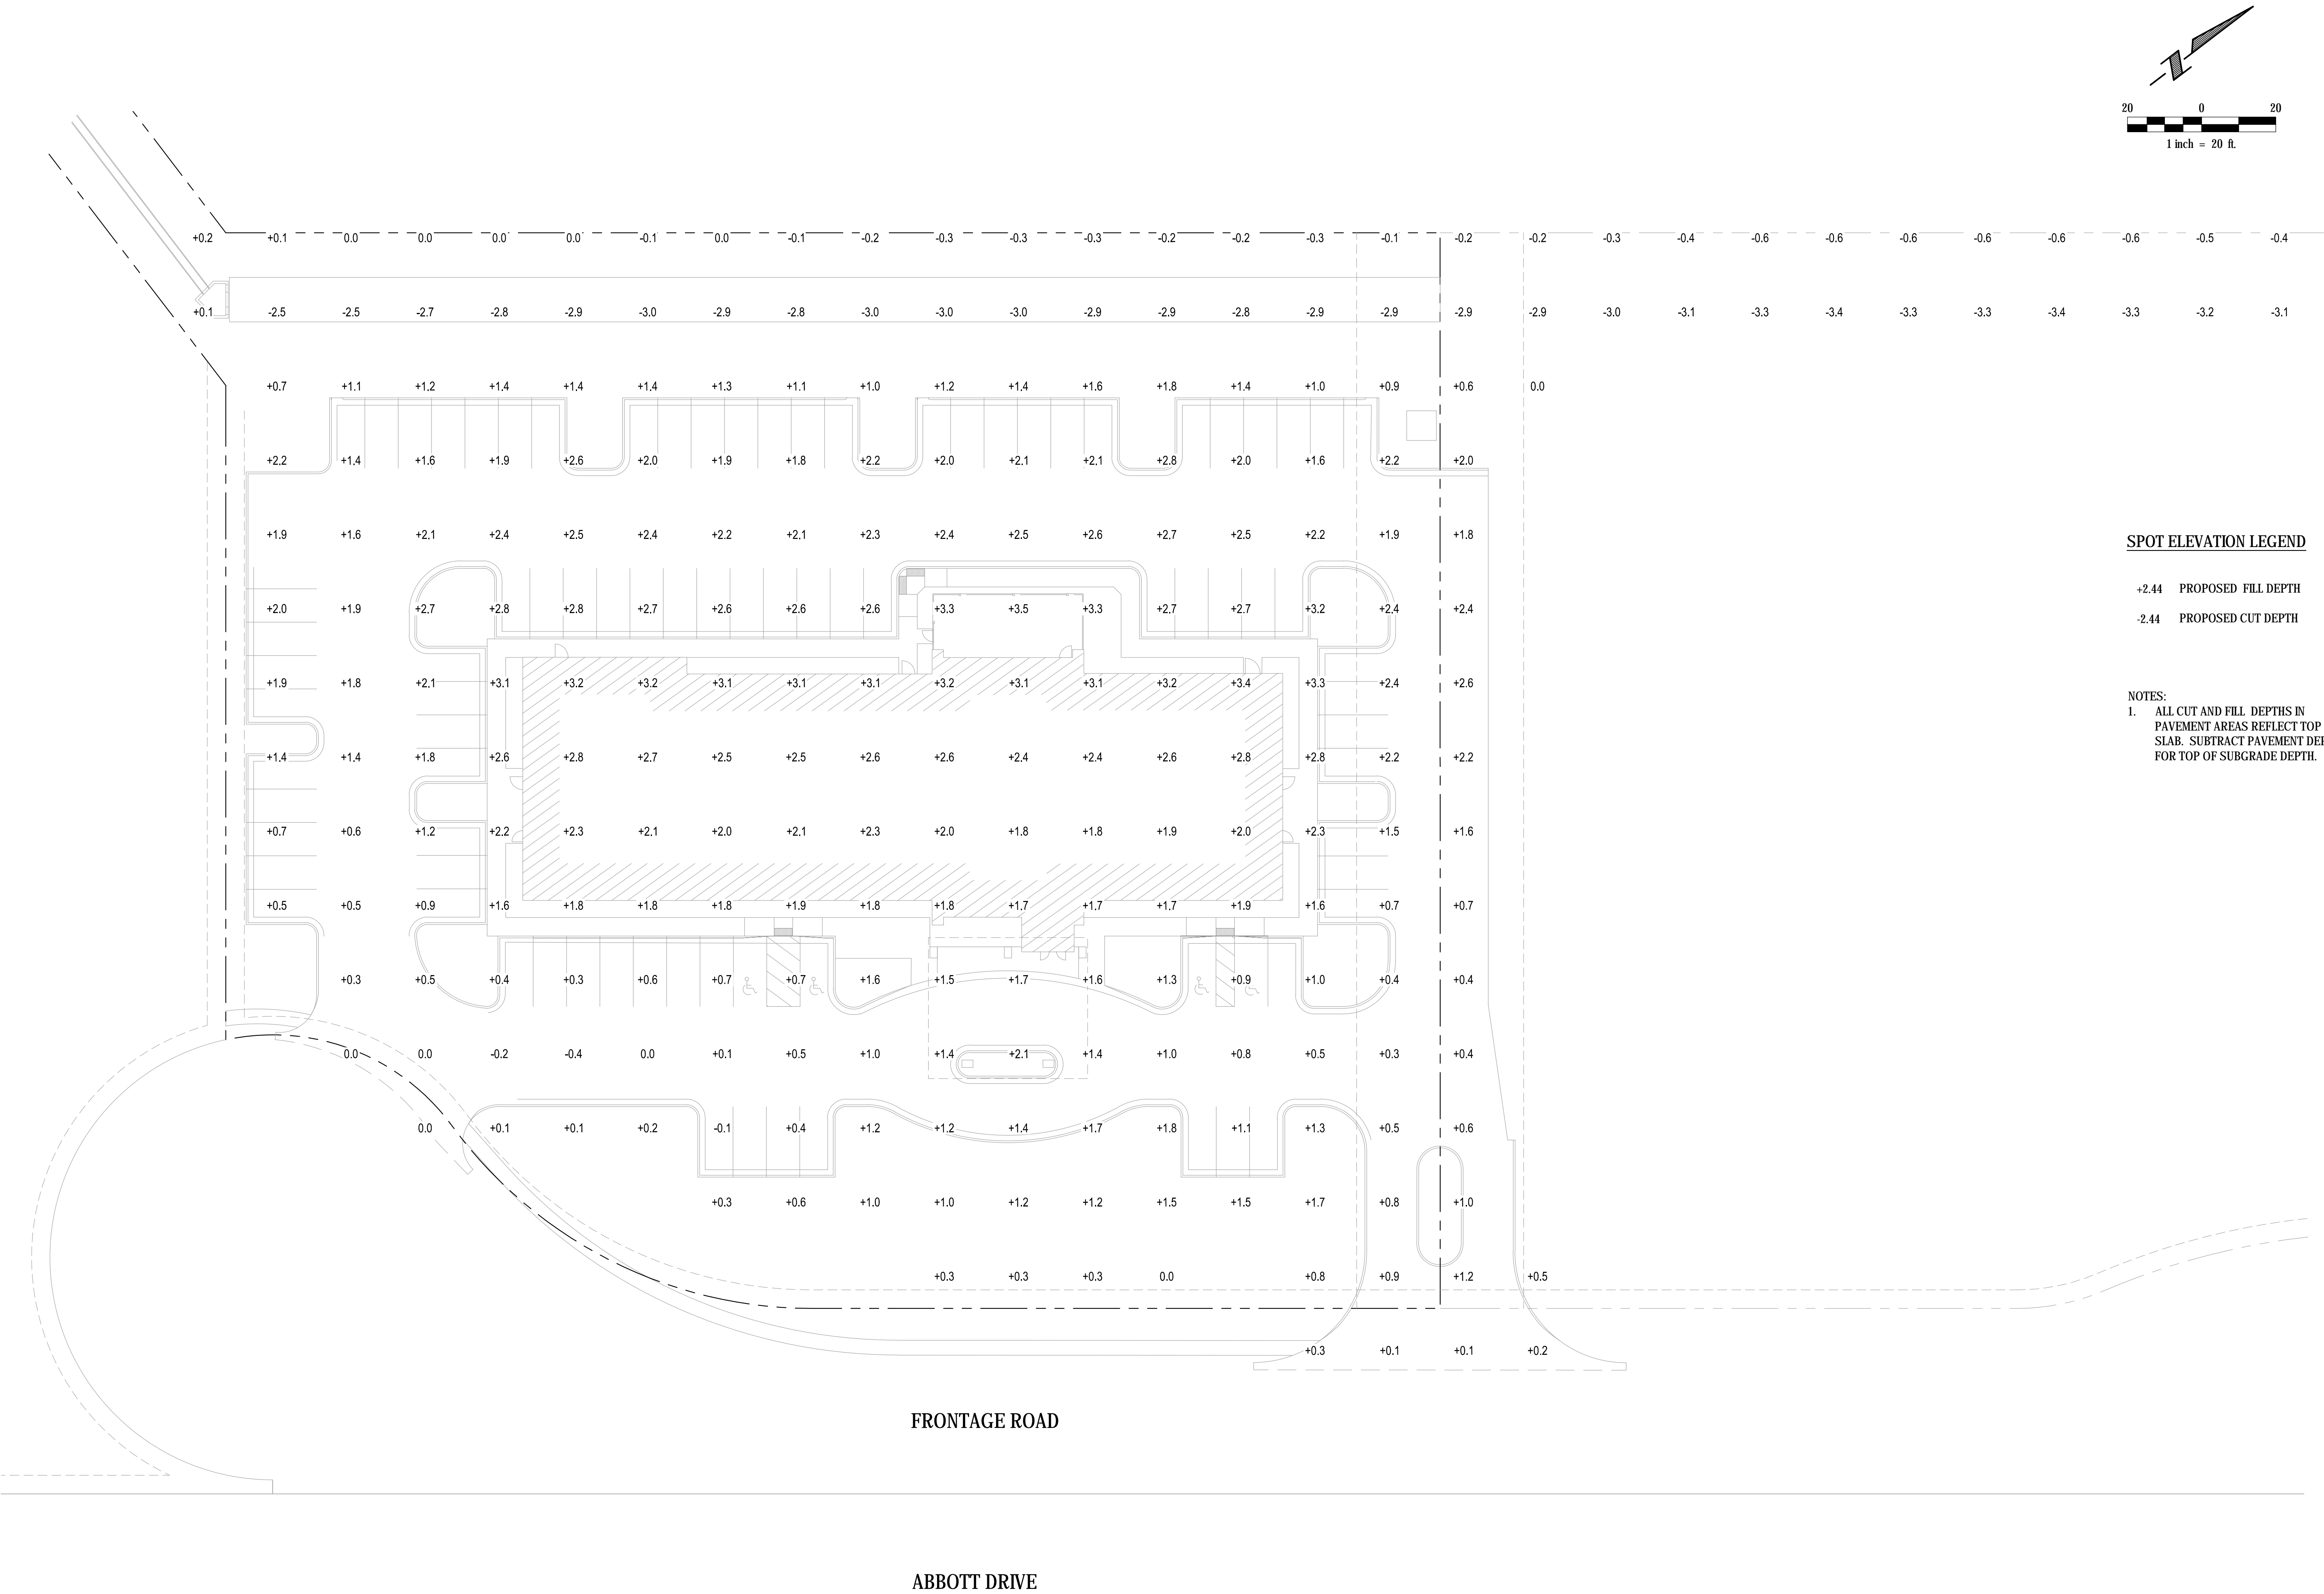 20 0 20
1 inch = 20 ft.
+0.2 +0.1 0.0 0.0 0.0 0.0 -0.1 0.0 -0.1 -0.2 -0.3 -0.3 -0.3 -0.2 -0.2 -0.3 -0.1 -0.2 -0.2 -0.3 -0.4 -0.6 -0.6 -0.6 -0.6 -0.6 -0.6 -0.5 -0.4
+0.1 -2.5 -2.5 -2.7 -2.8 -2.9 -3.0 -2.9 -2.8 -3.0 -3.0 -3.0 -2.9 -2.9 -2.8 -2.9 -2.9 -2.9 -2.9 -3.0 -3.1 -3.3 -3.4 -3.3 -3.3 -3.4 -3.3 -3.2 -3.1
+0.7 +1.1 +1.2 +1.4 +1.4 +1.4 +1.3 +1.1 +1.0 +1.2 +1.4 +1.6 +1.8 +1.4 +1.0 +0.9 +0.6 0.0
+2.2 +1.4 +1.6 +1.9 +2.6 +2.0 +1.9 +1.8 +2.2 +2.0 +2.1 +2.1 +2.8 +2.0 +1.6 +2.2 +2.0
+1.9 +1.6 +2.1 +2.4 +2.5 +2.4 +2.2 +2.1 +2.3 +2.4 +2.5 +2.6 +2.7 +2.5 +2.2 +1.9 +1.8
+2.0 +1.9 +2.7 +2.8 +2.8 +2.7 +2.6 +2.6 +2.6 +3.3 +3.5 +3.3 +2.7 +2.7 +3.2 +2.4 +2.4
+1.9 +1.8 +2.1 +3.1 +3.2 +3.2 +3.1 +3.1 +3.1 +3.2 +3.1 +3.1 +3.2 +3.4 +3.3 +2.4 +2.6
+1.4 +1.4 +1.8 +2.6 +2.8 +2.7 +2.5 +2.5 +2.6 +2.6 +2.4 +2.4 +2.6 +2.8 +2.8 +2.2 +2.2
+0.7 +0.6 +1.2 +2.2 +2.3 +2.1 +2.0 +2.1 +2.3 +2.0 +1.8 +1.8 +1.9 +2.0 +2.3 +1.5 +1.6
+0.5 +0.5 +0.9 +1.6 +1.8 +1.8 +1.8 +1.9 +1.8 +1.8 +1.7 +1.7 +1.7 +1.9 +1.6 +0.7 +0.7
+0.3 +0.5 +0.4 +0.3 +0.6 +0.7 +0.7 +1.6 +1.5 +1.7 +1.6 +1.3 +0.9 +1.0 +0.4 +0.4
0.0 0.0 -0.2 -0.4 0.0 +0.1 +0.5 +1.0 +1.4 +2.1 +1.4 +1.0 +0.8 +0.5 +0.3 +0.4
0.0 +0.1 +0.1 +0.2 -0.1 +0.4 +1.2 +1.2 +1.4 +1.7 +1.8 +1.1 +1.3 +0.5 +0.6
+0.3 +0.6 +1.0 +1.0 +1.2 +1.2 +1.5 +1.5 +1.7 +0.8 +1.0
+0.3 +0.3 +0.3 0.0 +0.8 +0.9 +1.2 +0.5
+0.3 +0.1 +0.1 +0.2
SPOT ELEVATION LEGEND
+2.44 PROPOSED FILL DEPTH
-2.44 PROPOSED CUT DEPTH
NOTES:
1. ALL CUT AND FILL DEPTHS IN
PAVEMENT AREAS REFLECT TOP
SLAB. SUBTRACT PAVEMENT
FOR TOP OF SUBGRADE DEPTH.
FRONTAGE ROAD
ABBOTT DRIVE